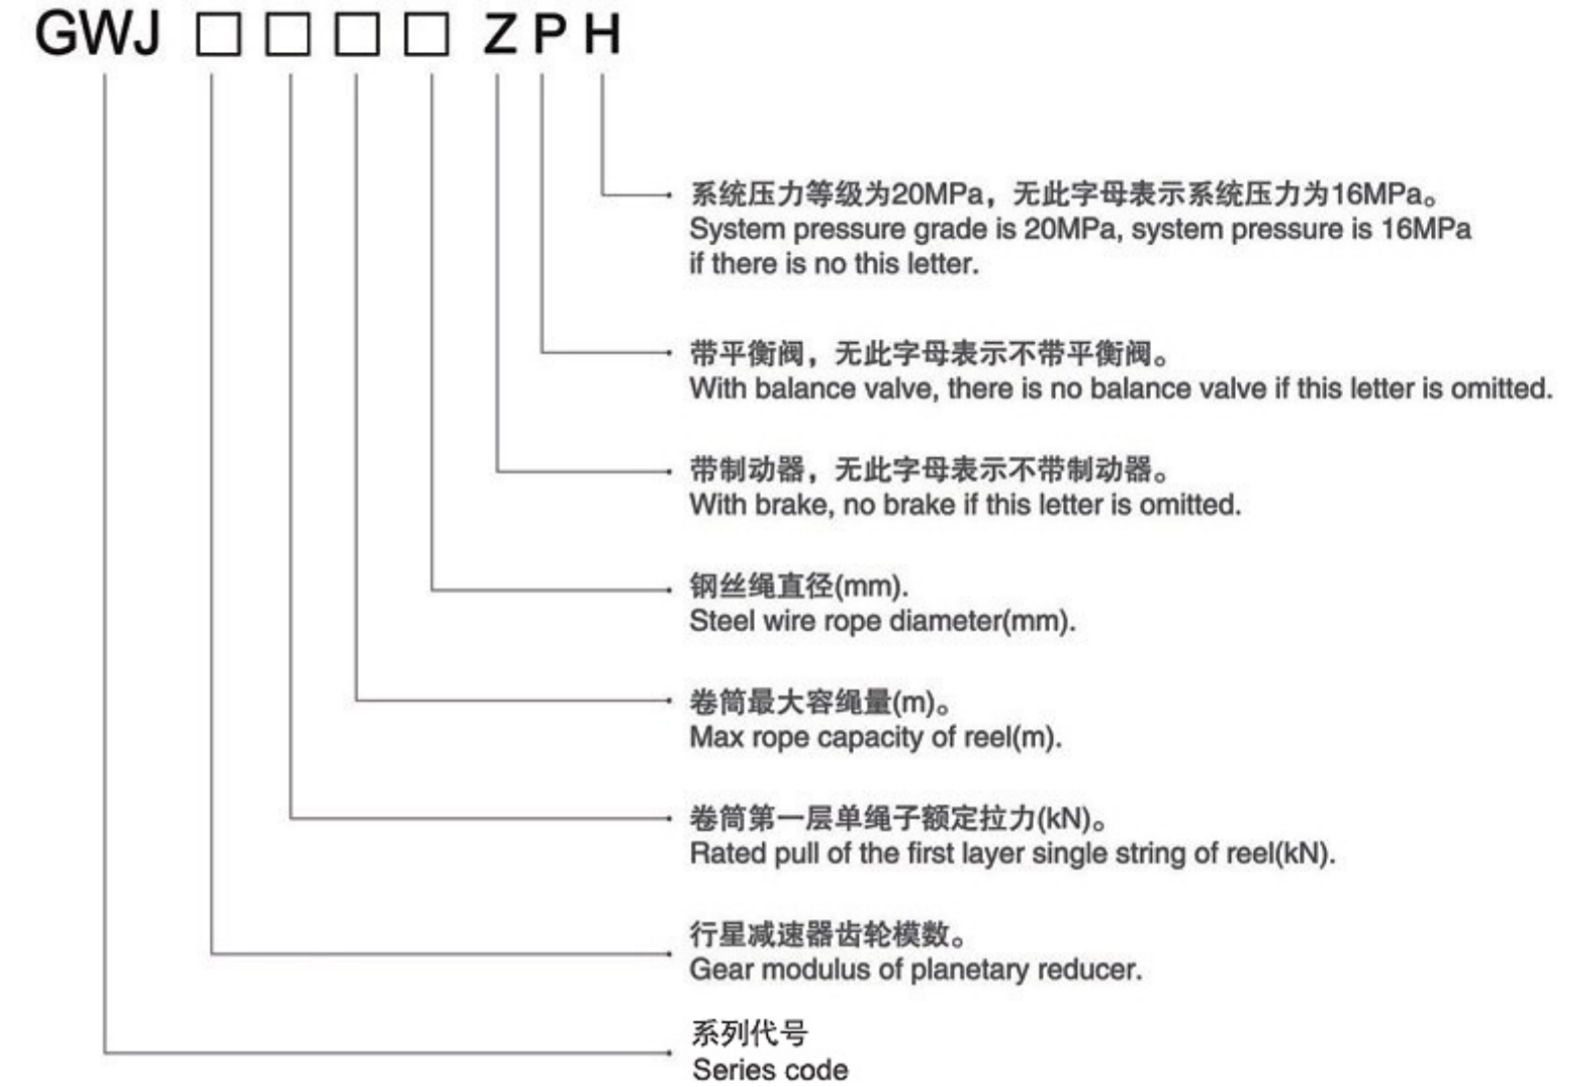 GWJ □ □ □ □ Z P H
系统压力等级为20MPa，无此字母表示系统压力为16MPa。
System pressure grade is 20MPa, system pressure is 16MPa
if there is no this letter.
带平衡阀，无此字母表示不带平衡阀。
With balance valve, there is no balance valve if this letter is omitted.
带制动器，无此字母表示不带制动器。
With brake, no brake if this letter is omitted.
钢丝绳直径(mm).
Steel wire rope diameter(mm).
卷筒最大容绳量(m)。
Max rope capacity of reel(m).
卷筒第一层单绳子额定拉力(kN)。
Rated pull of the first layer single string of reel(kN).
行星减速器齿轮模数。
Gear modulus of planetary reducer.
系列代号
Series code